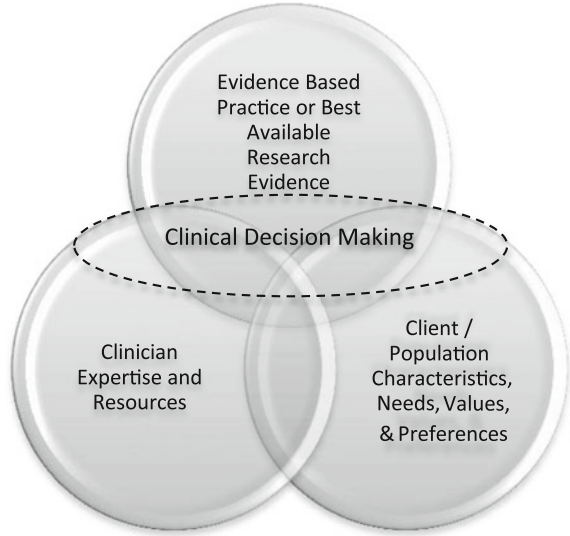 Evidence Based
Practice or Best
Available
Research
Evidence
Clinical Decision Making
Clinician
Expertise and
Resources
Client /
Population
Characteristics,
Needs, Values,
& Preferences